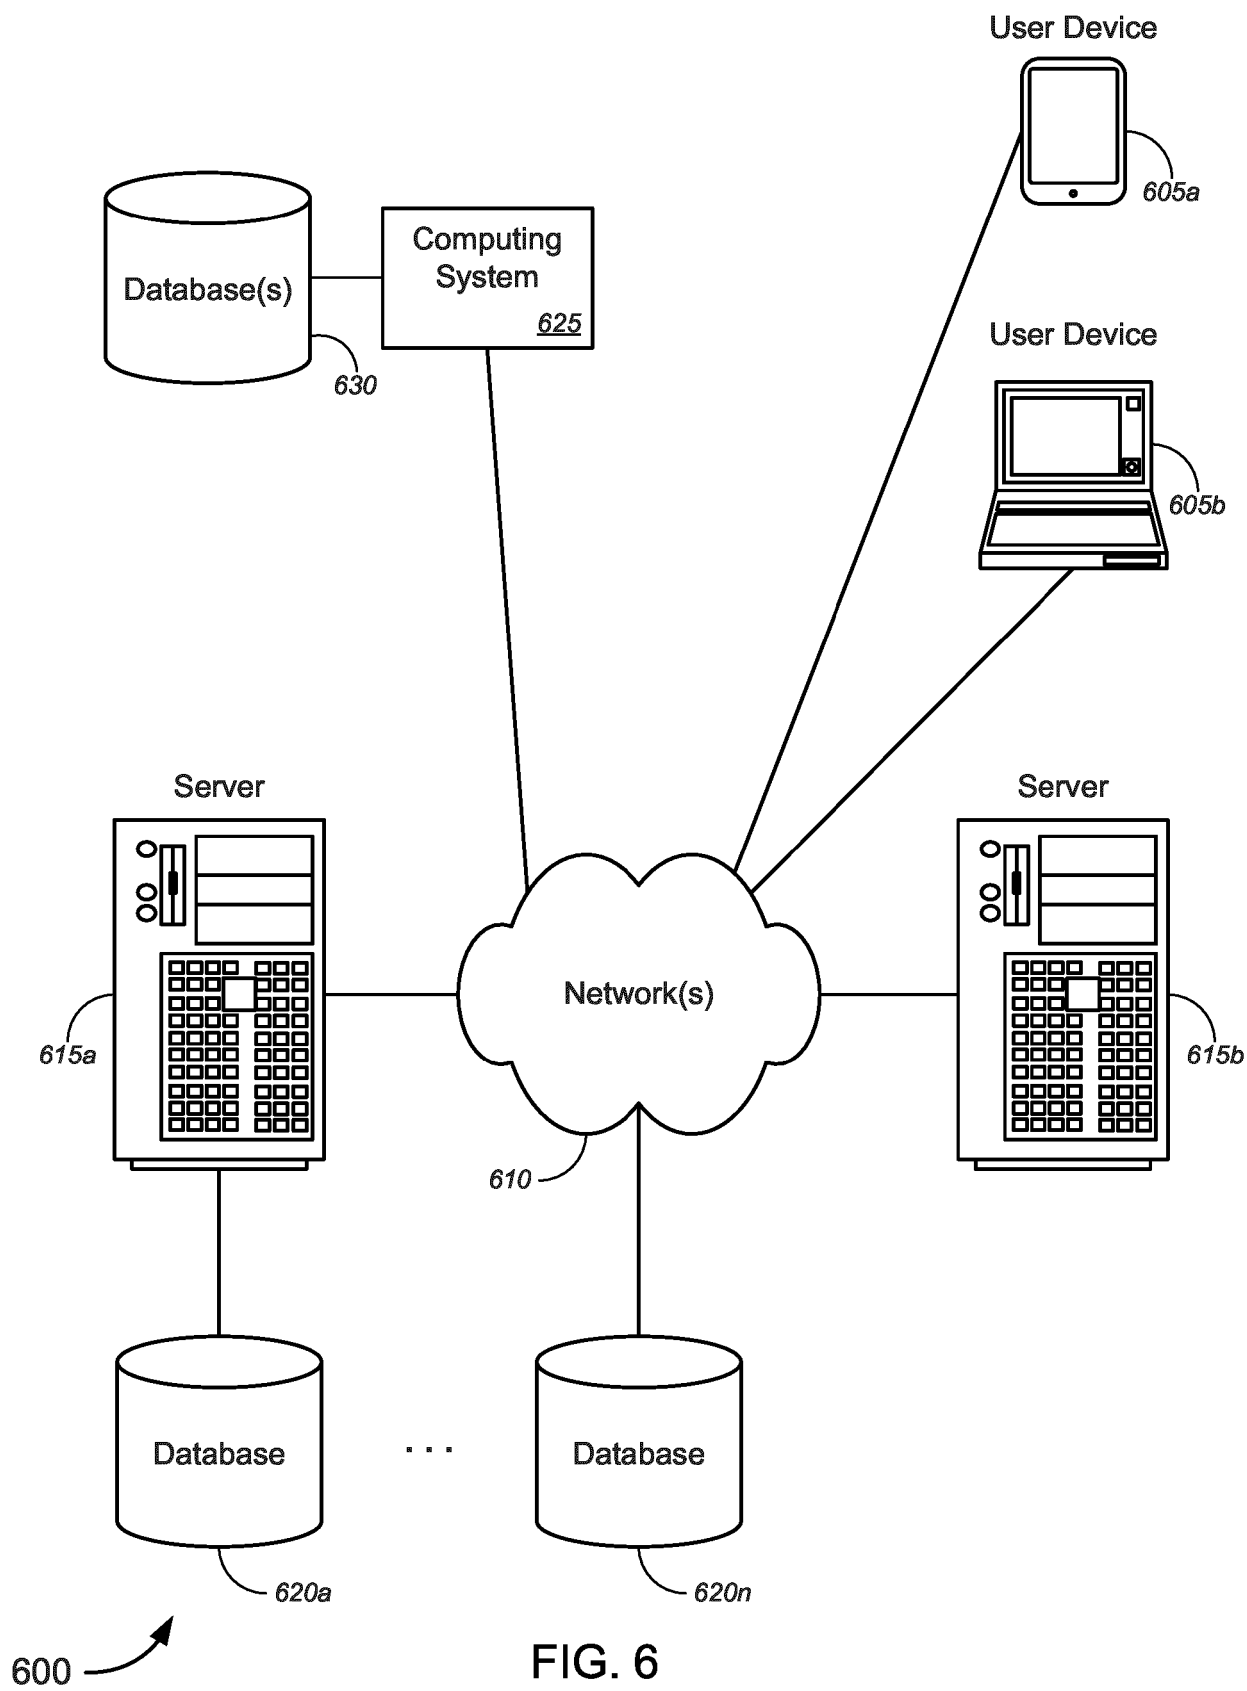 User Device
605a
Database(s)
630
Computing
System
625
User Device
605b
Server
615a
Network(s)
610
Server
615b
Database
620a
. . .
Database
620n
600
FIG. 6